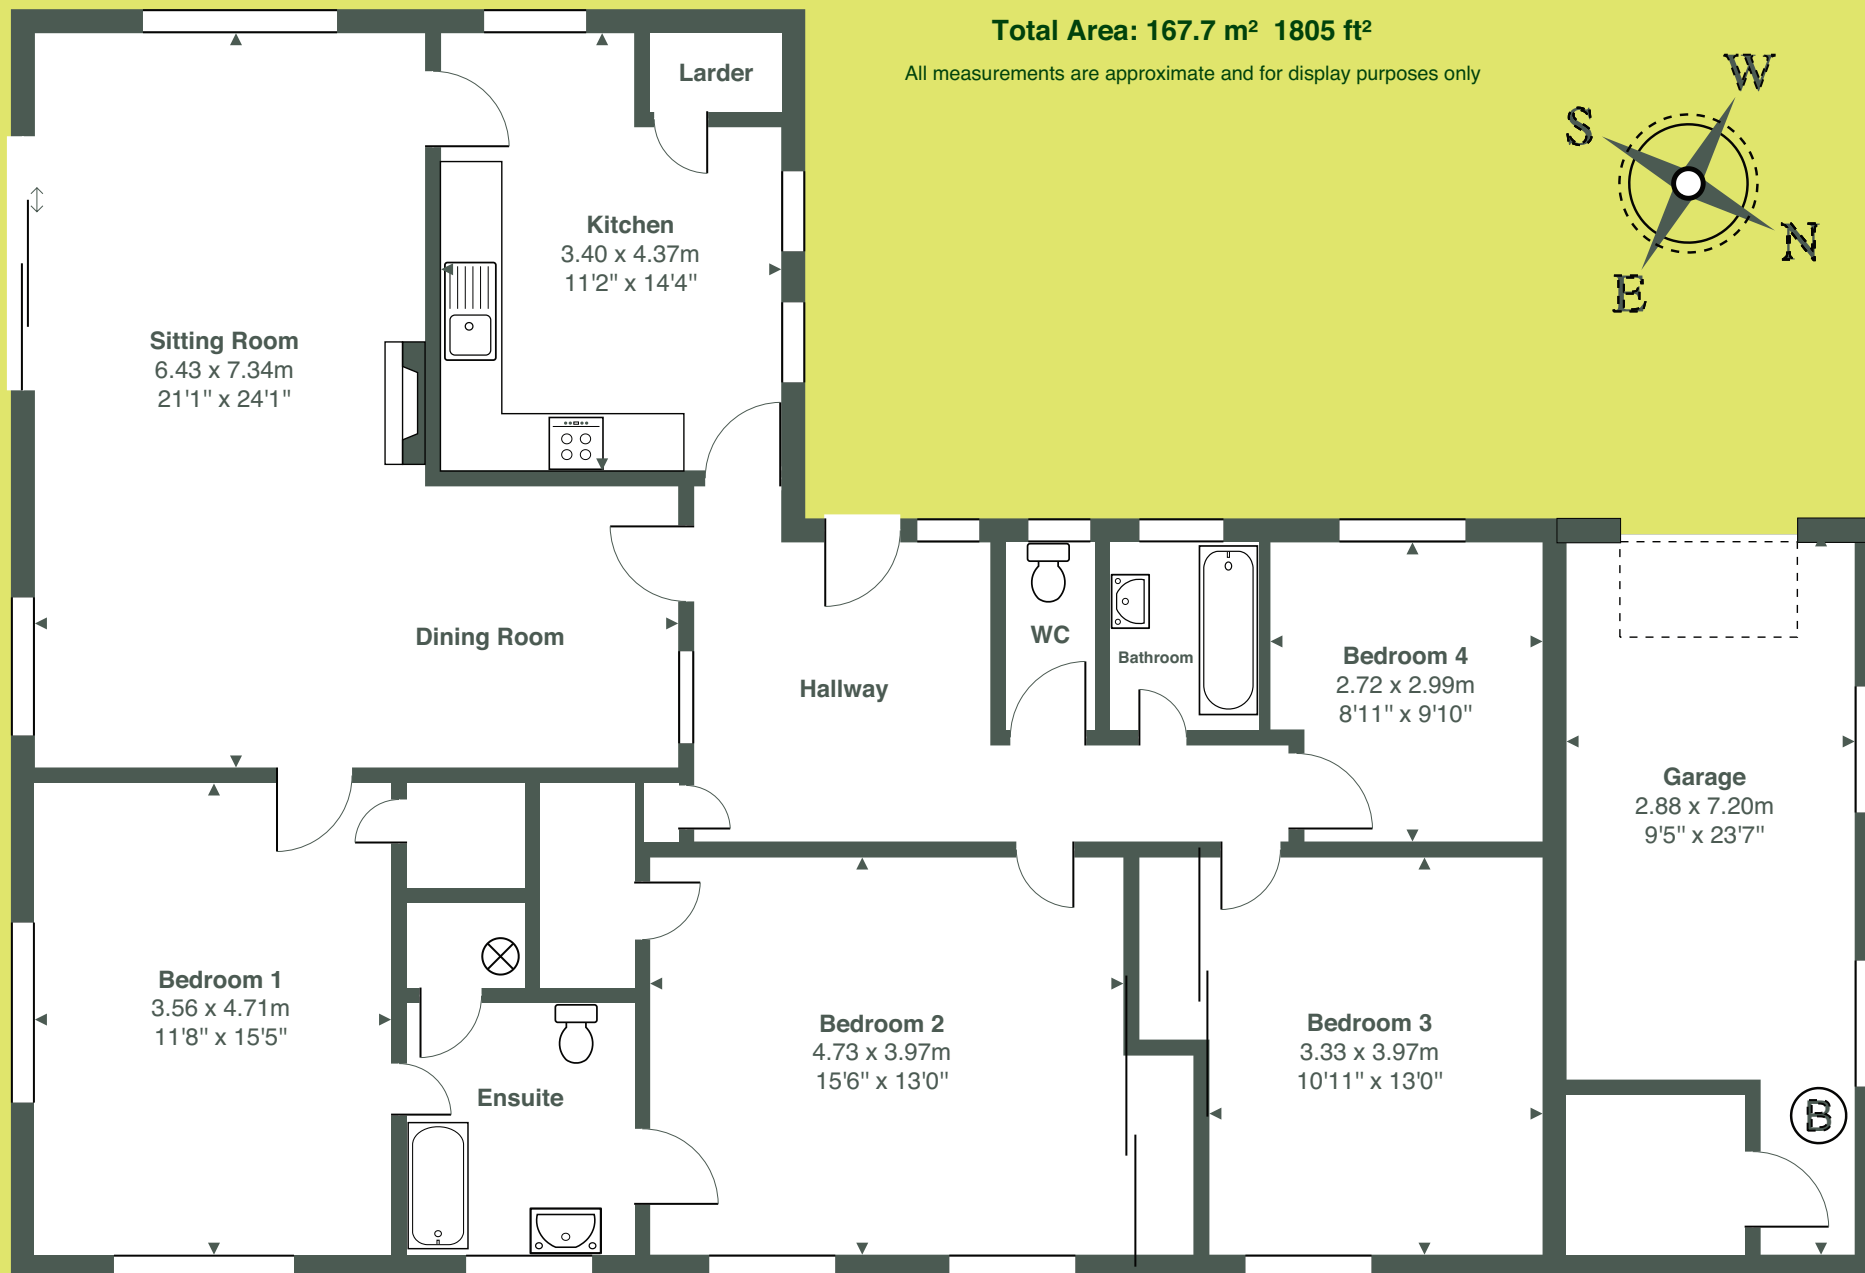 Total Area: 167.7 m² 1805 ft²
All measurements are approximate and for display purposes only
W
S
N
E
Larder
Kitchen
3.40 x 4.37m
11'2" x 14'4"
Sitting Room
6.43 x 7.34m
21'1" x 24'1"
Dining Room
Hallway
WC
Bathroom
Bedroom 4
2.72 x 2.99m
8'11" x 9'10"
Garage
2.88 x 7.20m
9'5" x 23'7"
Bedroom 1
3.56 x 4.71m
11'8" x 15'5"
Ensuite
Bedroom 2
4.73 x 3.97m
15'6" x 13'0"
Bedroom 3
3.33 x 3.97m
10'11" x 13'0"
B